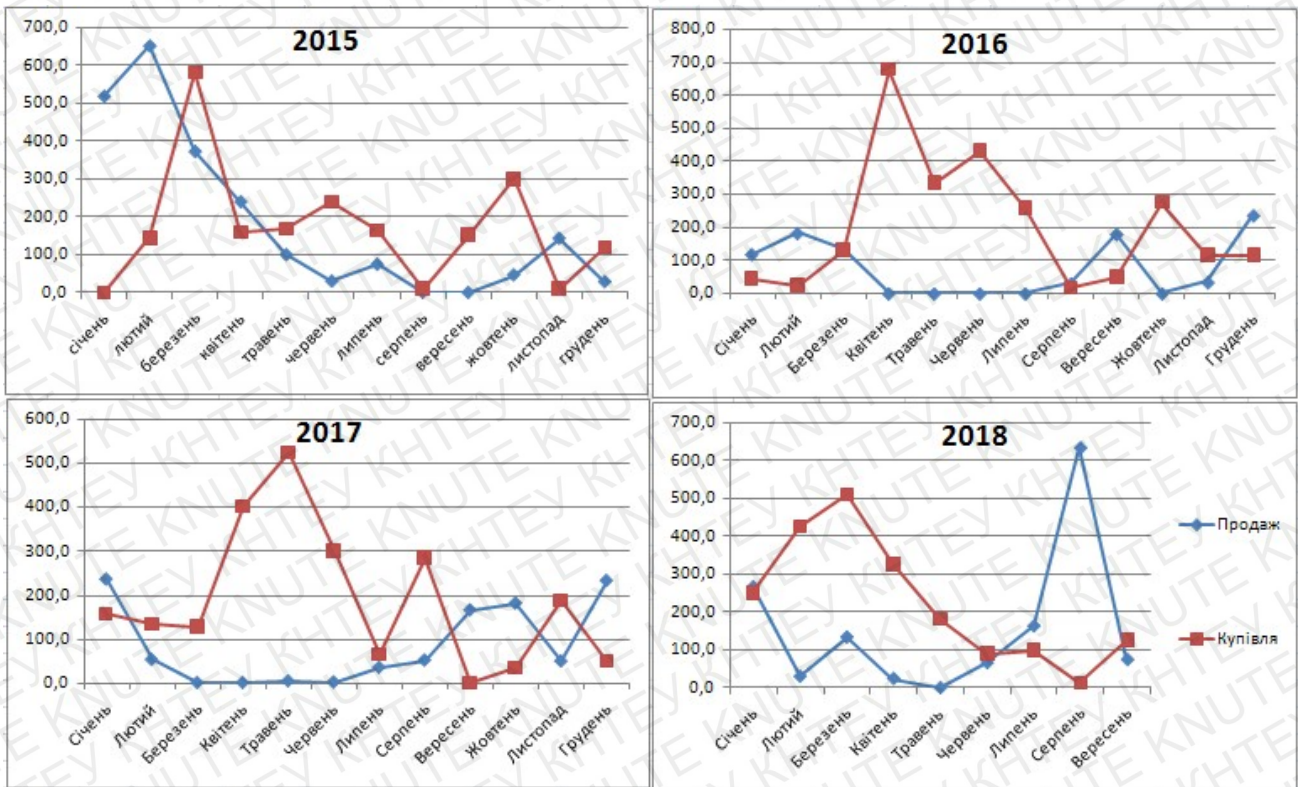 2015
700,0
600,0
500,0
400,0
300,0
200,0
100,0
0,0
січень
лютий
березень
квітень
травень
червень
липень
серпень
вересень
жовтень
листопад
грудень
2016
800,0
700,0
600,0
500,0
400,0
300,0
200,0
100,0
0,0
Січень
Лютий
Березень
Квітень
Травень
Червень
Липень
Серпень
Вересень
Жовтень
Листопад
Грудень
2017
600,0
500,0
400,0
300,0
200,0
100,0
0,0
Січень
Лютий
Березень
Квітень
Травень
Червень
Липень
Серпень
Вересень
Жовтень
Листопад
Грудень
2018
700,0
600,0
500,0
400,0
300,0
200,0
100,0
0,0
Січень
Лютий
Березень
Квітень
Травень
Червень
Липень
Серпень
Вересень
Продаж
Купівля
КНТЕУ KNUTE